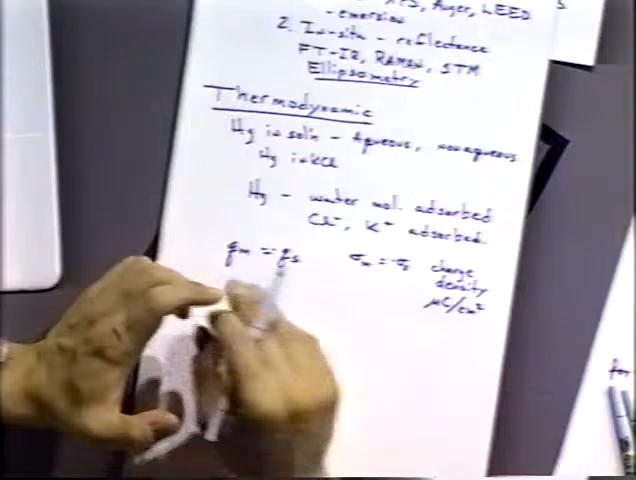 Auger, LEED
- emersion
2. In-situ - reflectance
FT-IR, RAMAN, STM
Ellipsometry
Thermodynamic
Hg in soln - Aqueous, nonaqueous
Hg in KCl
Hg - water mol. adsorbed
Cl⁻, K⁺ adsorbed.
qm = -qs σm = -σs charge
density
μC/cm²
for